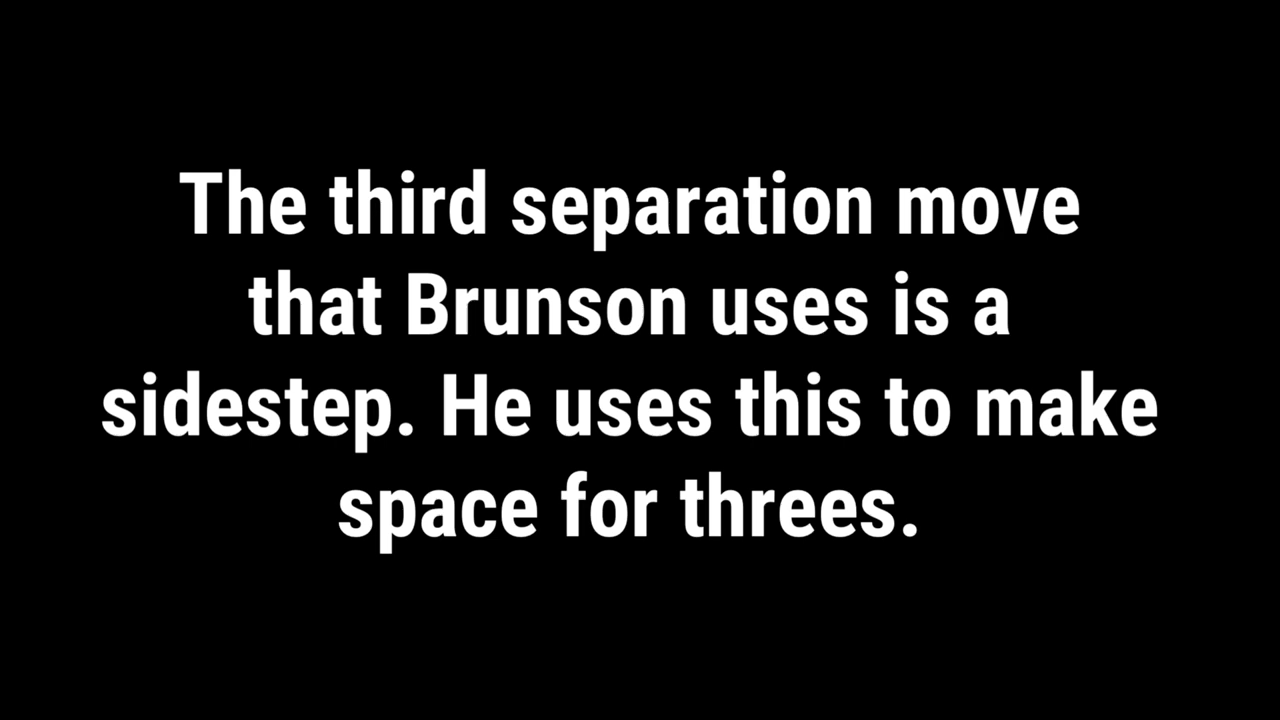 The third separation move
that Brunson uses is a
sidestep. He uses this to make
space for threes.